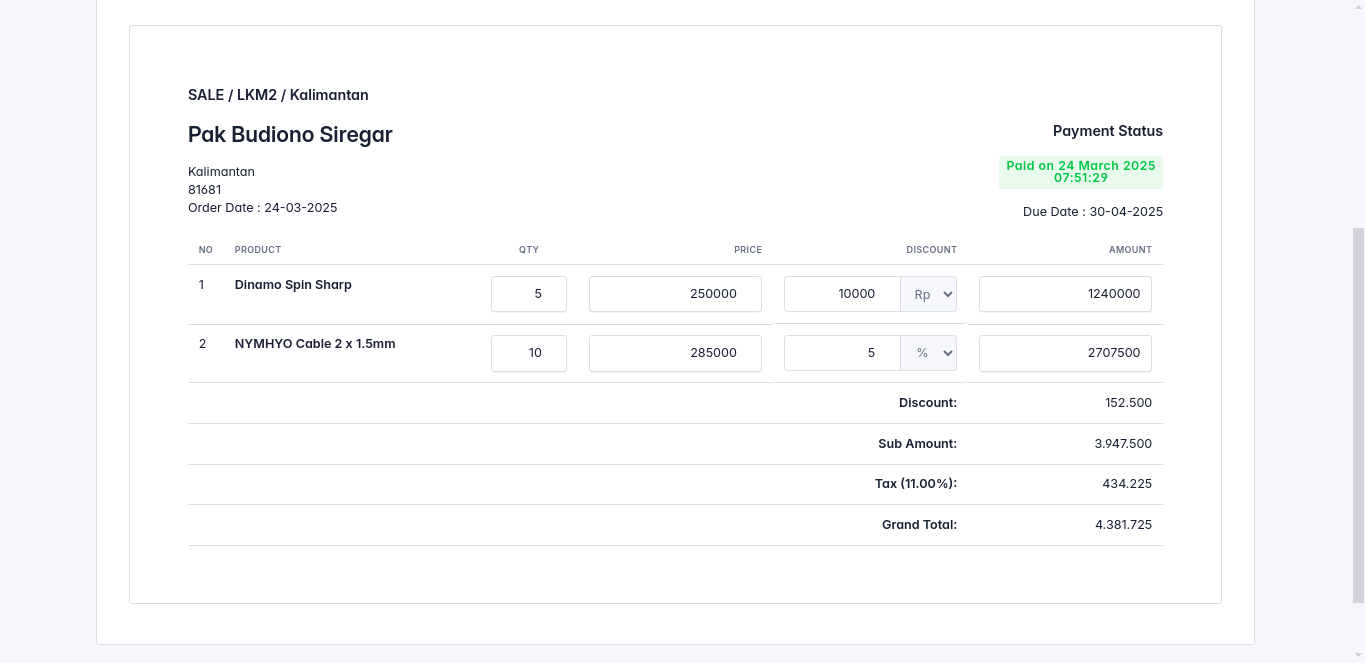 SALE / LKM2 / Kalimantan
Pak Budiono Siregar
Payment Status
Kalimantan
81681
Order Date : 24-03-2025
Paid on 24 March 2025
07:51:29
Due Date : 30-04-2025
NO PRODUCT QTY PRICE DISCOUNT AMOUNT
1 Dinamo Spin Sharp 5 250000 10000 Rp 1240000
2 NYMHYO Cable 2 x 1.5mm 10 285000 5 % 2707500
Discount: 152.500
Sub Amount: 3.947.500
Tax (11.00%): 434.225
Grand Total: 4.381.725